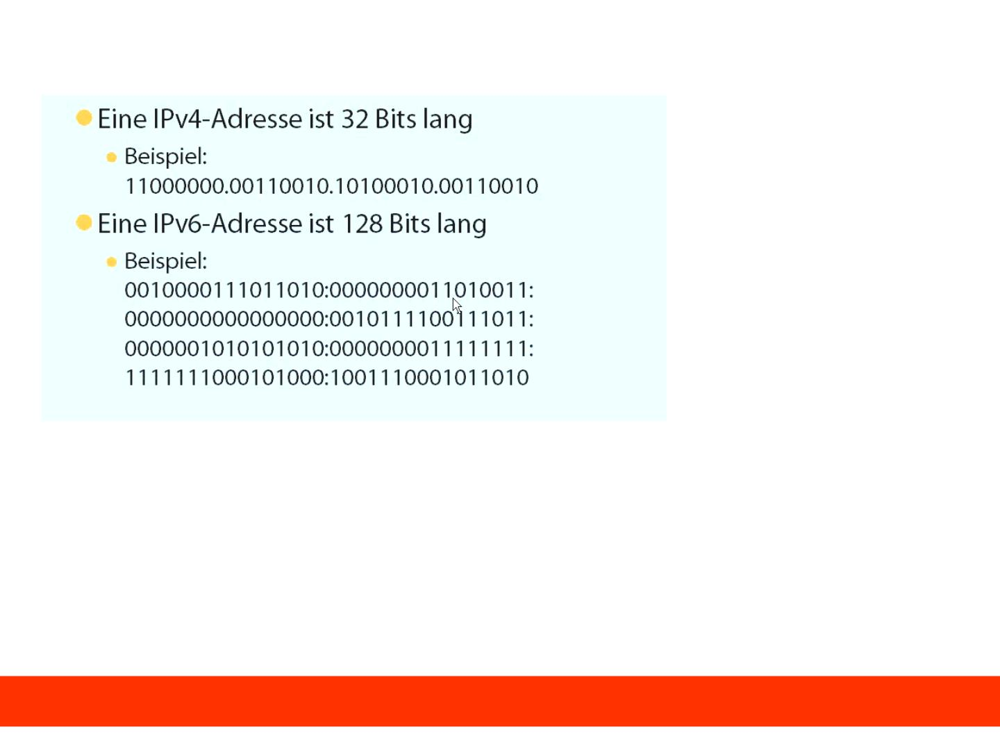 Eine IPv4-Adresse ist 32 Bits lang
Beispiel:
11000000.00110010.10100010.00110010
Eine IPv6-Adresse ist 128 Bits lang
Beispiel:
0010000111011010:0000000011010011:
0000000000000000:0010111100111011:
0000001010101010:0000000011111111:
1111111000101000:1001110001011010